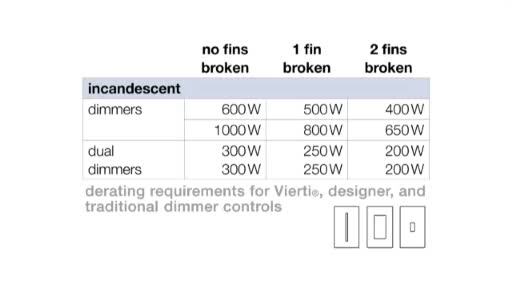 no fins 1 fin 2 fins
broken broken broken
incandescent
dimmers 600W 500W 400W
1000W 800W 650W
dual 300W 250W 200W
dimmers 300W 250W 200W
derating requirements for Vierti®, designer, and
traditional dimmer controls